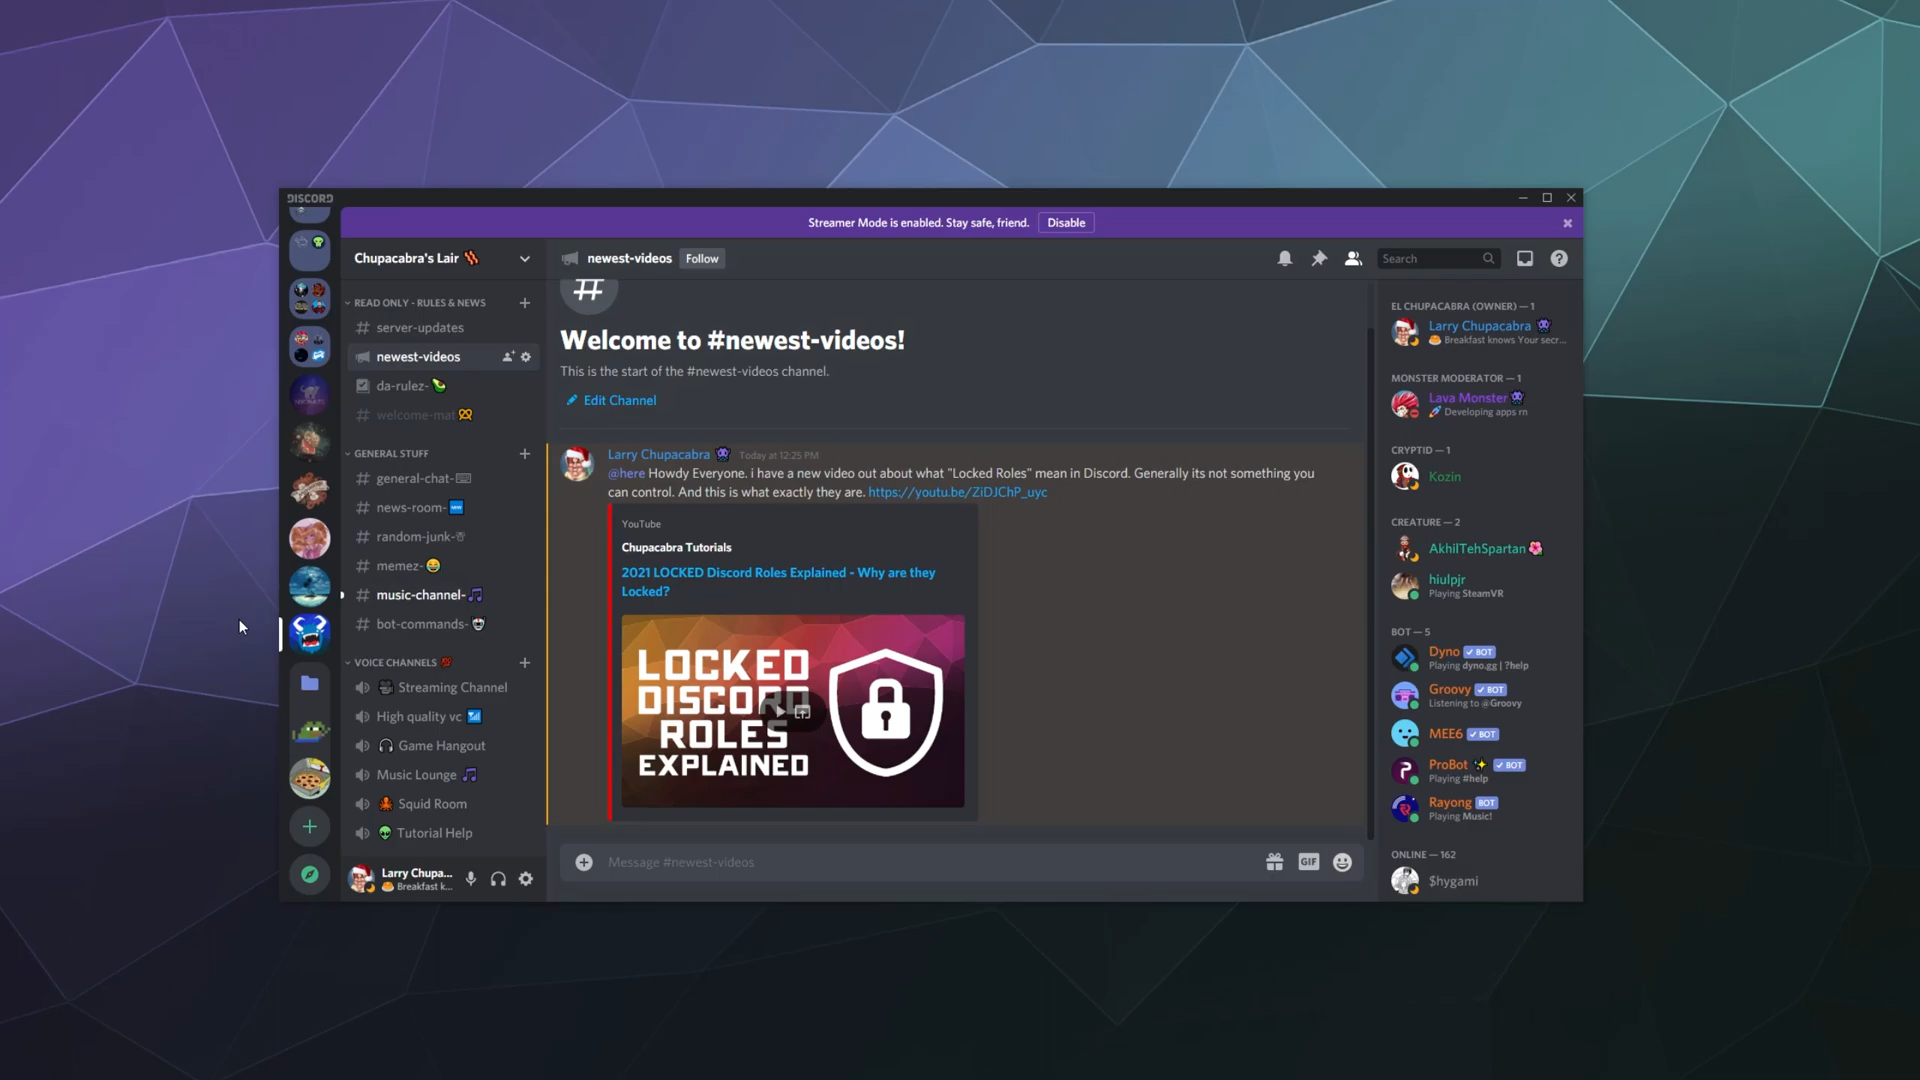 DISCORD
Streamer Mode is enabled. Stay safe, friend. Disable
Chupacabra's Lair
newest-videos Follow
Search
READ ONLY - RULES & NEWS
server-updates
newest-videos
da-rulez-
welcome-mat
GENERAL STUFF
general-chat-
news-room-
random-junk-
memez-
music-channel-
bot-commands-
VOICE CHANNELS
Streaming Channel
High quality vc
Game Hangout
Music Lounge
Squid Room
Tutorial Help
Larry Chupa...
Breakfast k...
Welcome to #newest-videos!
This is the start of the #newest-videos channel.
Edit Channel
Larry Chupacabra Today at 12:25 PM
@here Howdy Everyone. i have a new video out about what "Locked Roles" mean in Discord. Generally its not something you
can control. And this is what exactly they are. https://youtu.be/ZiDJChP_uyc
YouTube
Chupacabra Tutorials
2021 LOCKED Discord Roles Explained - Why are they
Locked?
LOCKED
DISCORD
ROLES
EXPLAINED
Message #newest-videos
GIF
EL CHUPACABRA (OWNER) — 1
Larry Chupacabra
Breakfast knows Your secr...
MONSTER MODERATOR — 1
Lava Monster
Developing apps rn
CRYPTID — 1
Kozin
CREATURE — 2
AkhilTehSpartan
hiulpjr
Playing SteamVR
BOT — 5
Dyno BOT
Playing dyno.gg | ?help
Groovy BOT
Listening to @Groovy
MEE6 BOT
ProBot BOT
Playing #help
Rayong BOT
Playing Music!
ONLINE — 162
$hygami